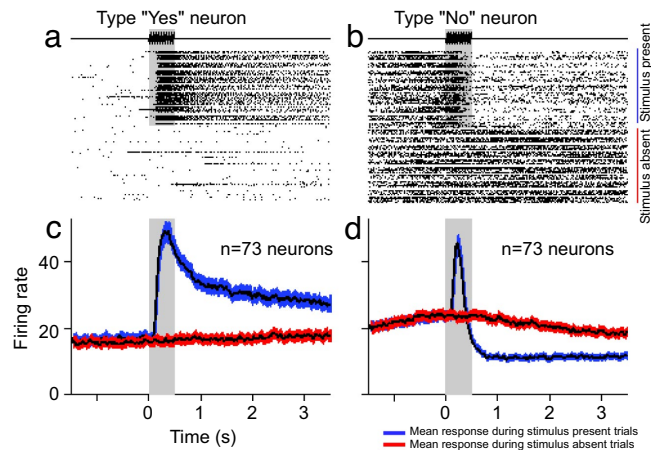 Type "Yes" neuron
Type "No" neuron
a
b
Stimulus present
Stimulus absent
c
n=73 neurons
d
n=73 neurons
Firing rate
40
20
0
0 1 2 3
0 1 2 3
Time (s)
Mean response during stimulus present trials
Mean response during stimulus absent trials